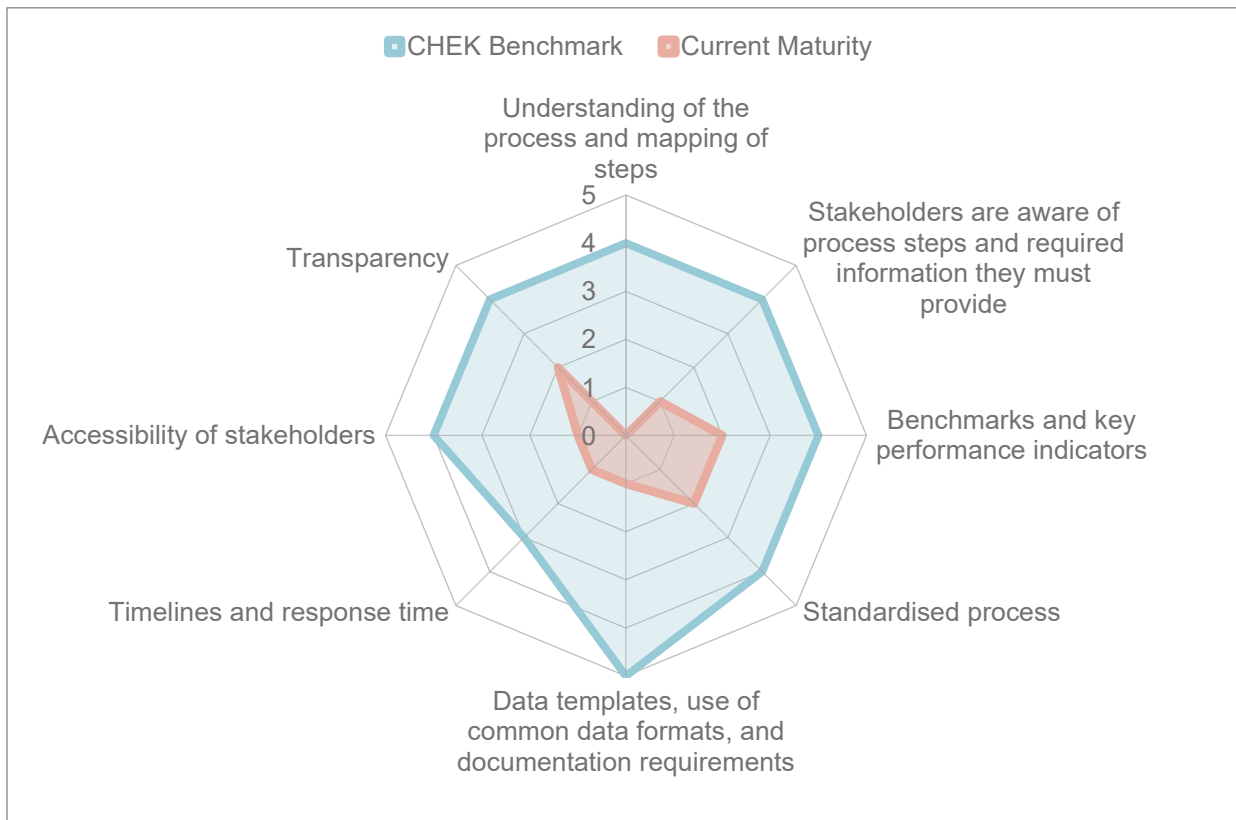 CHEK Benchmark Current Maturity
Understanding of the
process and mapping of
steps
5
Stakeholders are aware of
process steps and required
information they must
provide
4
Transparency
3
2
1
Benchmarks and key
performance indicators
0
Accessibility of stakeholders
Timelines and response time
Standardised process
Data templates, use of
common data formats, and
documentation requirements